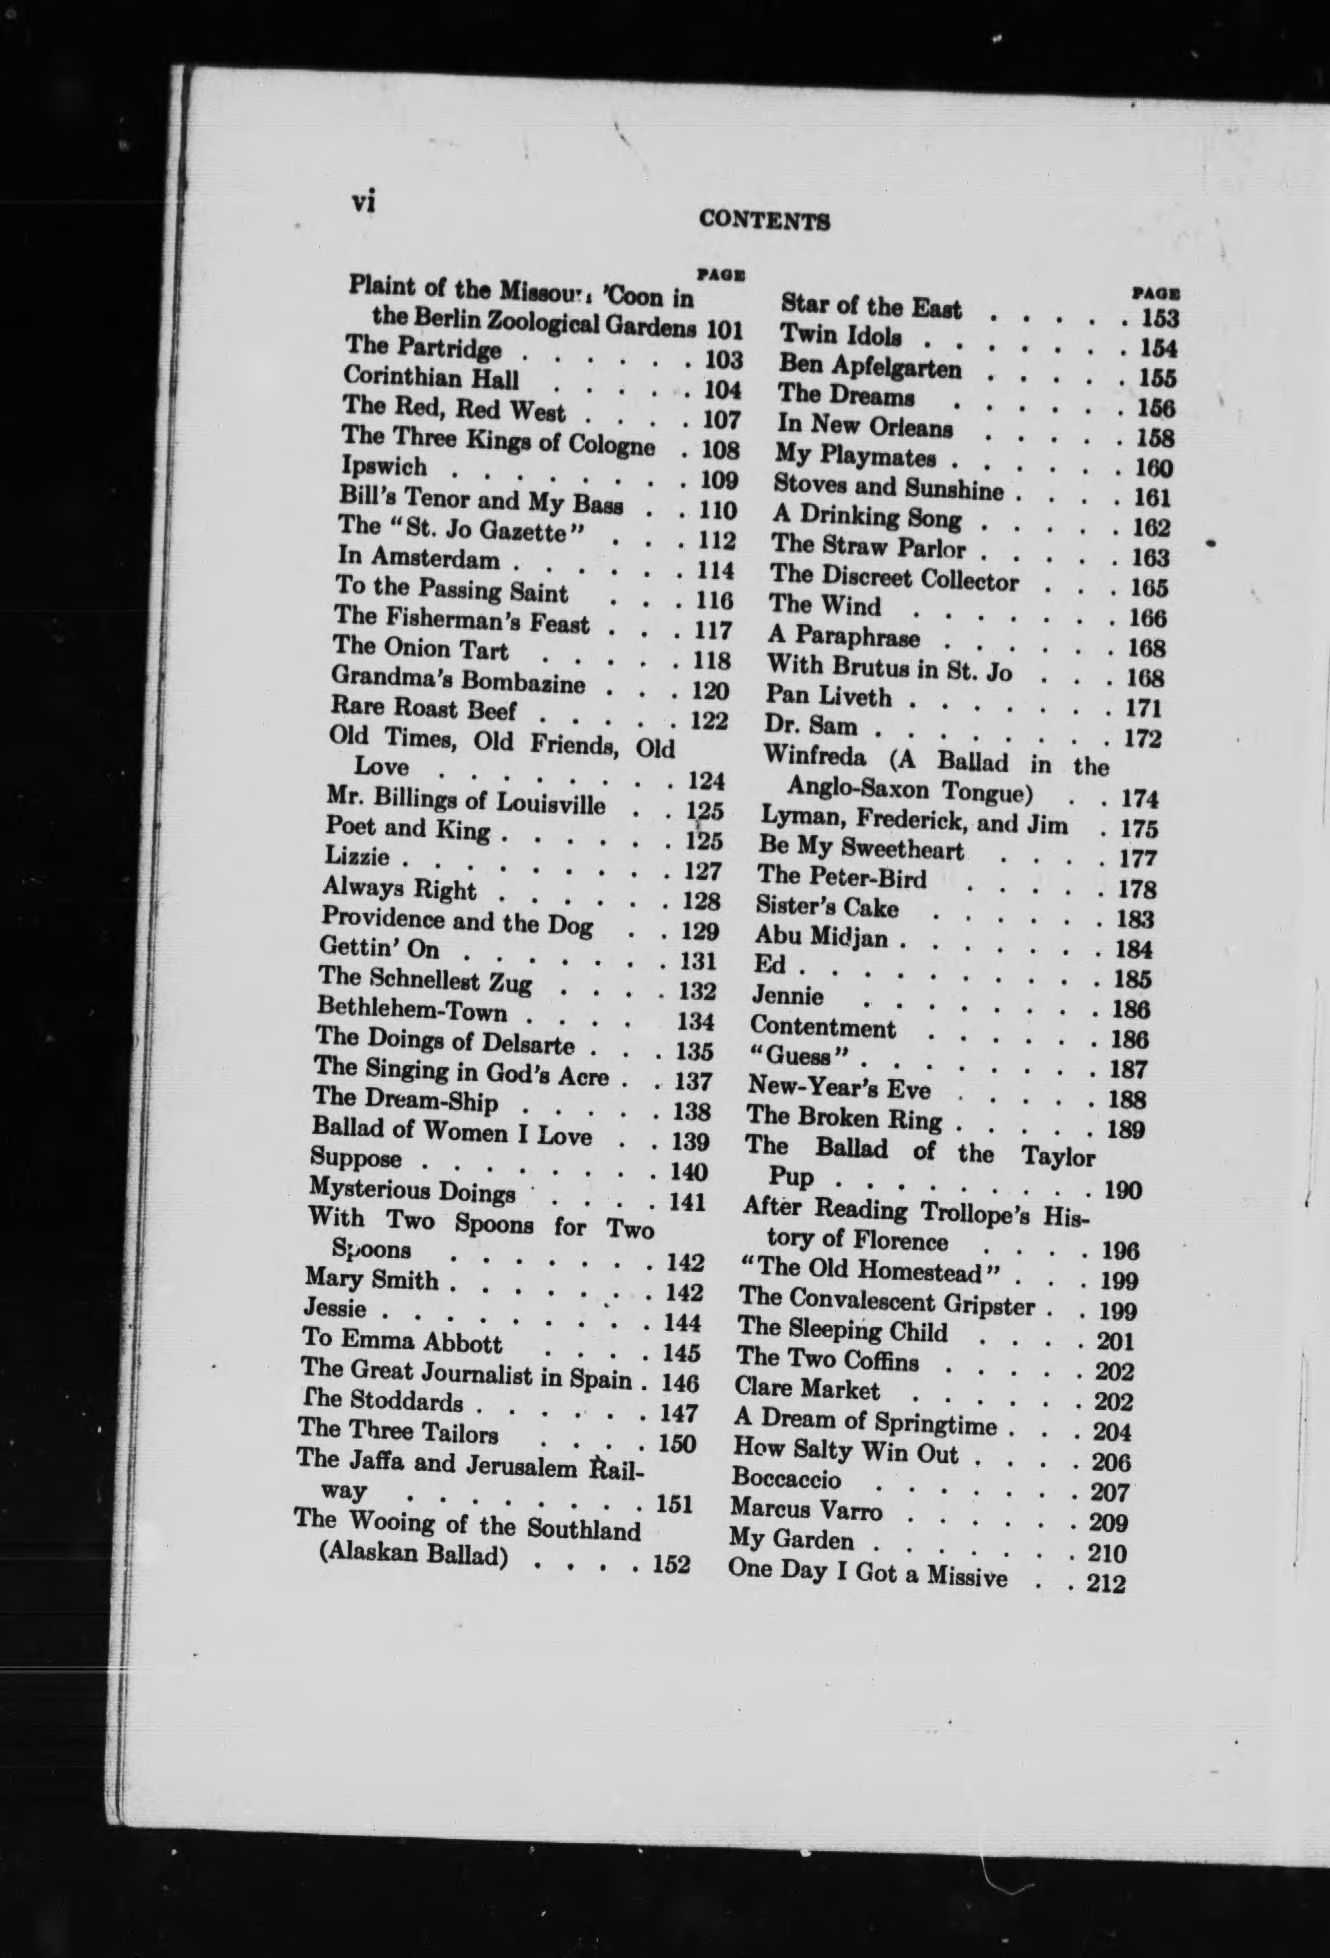 vi
CONTENTS
PAGE
Plaint of the Missouri 'Coon in
the Berlin Zoological Gardens 101
The Partridge . . . . . . 103
Corinthian Hall . . . . . 104
The Red, Red West . . . . 107
The Three Kings of Cologne . 108
Ipswich . . . . . . . . 109
Bill's Tenor and My Bass . . 110
The "St. Jo Gazette" . . . 112
In Amsterdam . . . . . . 114
To the Passing Saint . . . 116
The Fisherman's Feast . . . 117
The Onion Tart . . . . . 118
Grandma's Bombazine . . . 120
Rare Roast Beef . . . . . 122
Old Times, Old Friends, Old
Love . . . . . . . . 124
Mr. Billings of Louisville . . 125
Poet and King . . . . . . 125
Lizzie . . . . . . . . . 127
Always Right . . . . . . 128
Providence and the Dog . . 129
Gettin' On . . . . . . . 131
The Schnellest Zug . . . . 132
Bethlehem-Town . . . . 134
The Doings of Delsarte . . . 135
The Singing in God's Acre . . 137
The Dream-Ship . . . . . 138
Ballad of Women I Love . . 139
Suppose . . . . . . . . 140
Mysterious Doings . . . . 141
With Two Spoons for Two
Spoons . . . . . . . 142
Mary Smith . . . . . . . 142
Jessie . . . . . . . . . 144
To Emma Abbott . . . . 145
The Great Journalist in Spain . 146
The Stoddards . . . . . . 147
The Three Tailors . . . . 150
The Jaffa and Jerusalem Rail-
way . . . . . . . . 151
The Wooing of the Southland
(Alaskan Ballad) . . . . 152
PAGE
Star of the East . . . . . 153
Twin Idols . . . . . . . 154
Ben Apfelgarten . . . . . 155
The Dreams . . . . . . 156
In New Orleans . . . . . 158
My Playmates . . . . . . 160
Stoves and Sunshine . . . . 161
A Drinking Song . . . . . 162
The Straw Parlor . . . . . 163
The Discreet Collector . . . 165
The Wind . . . . . . . 166
A Paraphrase . . . . . . 168
With Brutus in St. Jo . . . 168
Pan Liveth . . . . . . . 171
Dr. Sam . . . . . . . . 172
Winfreda (A Ballad in the
Anglo-Saxon Tongue) . . 174
Lyman, Frederick, and Jim . 175
Be My Sweetheart . . . . 177
The Peter-Bird . . . . . 178
Sister's Cake . . . . . . 183
Abu Midjan . . . . . . . 184
Ed . . . . . . . . . . 185
Jennie . . . . . . . . 186
Contentment . . . . . . 186
"Guess" . . . . . . . . 187
New-Year's Eve . . . . . 188
The Broken Ring . . . . . 189
The Ballad of the Taylor
Pup . . . . . . . . . 190
After Reading Trollope's His-
tory of Florence . . . . 196
"The Old Homestead" . . . 199
The Convalescent Gripster . . 199
The Sleeping Child . . . . 201
The Two Coffins . . . . . 202
Clare Market . . . . . . 202
A Dream of Springtime . . . 204
How Salty Win Out . . . . 206
Boccaccio . . . . . . . 207
Marcus Varro . . . . . . 209
My Garden . . . . . . . 210
One Day I Got a Missive . . 212